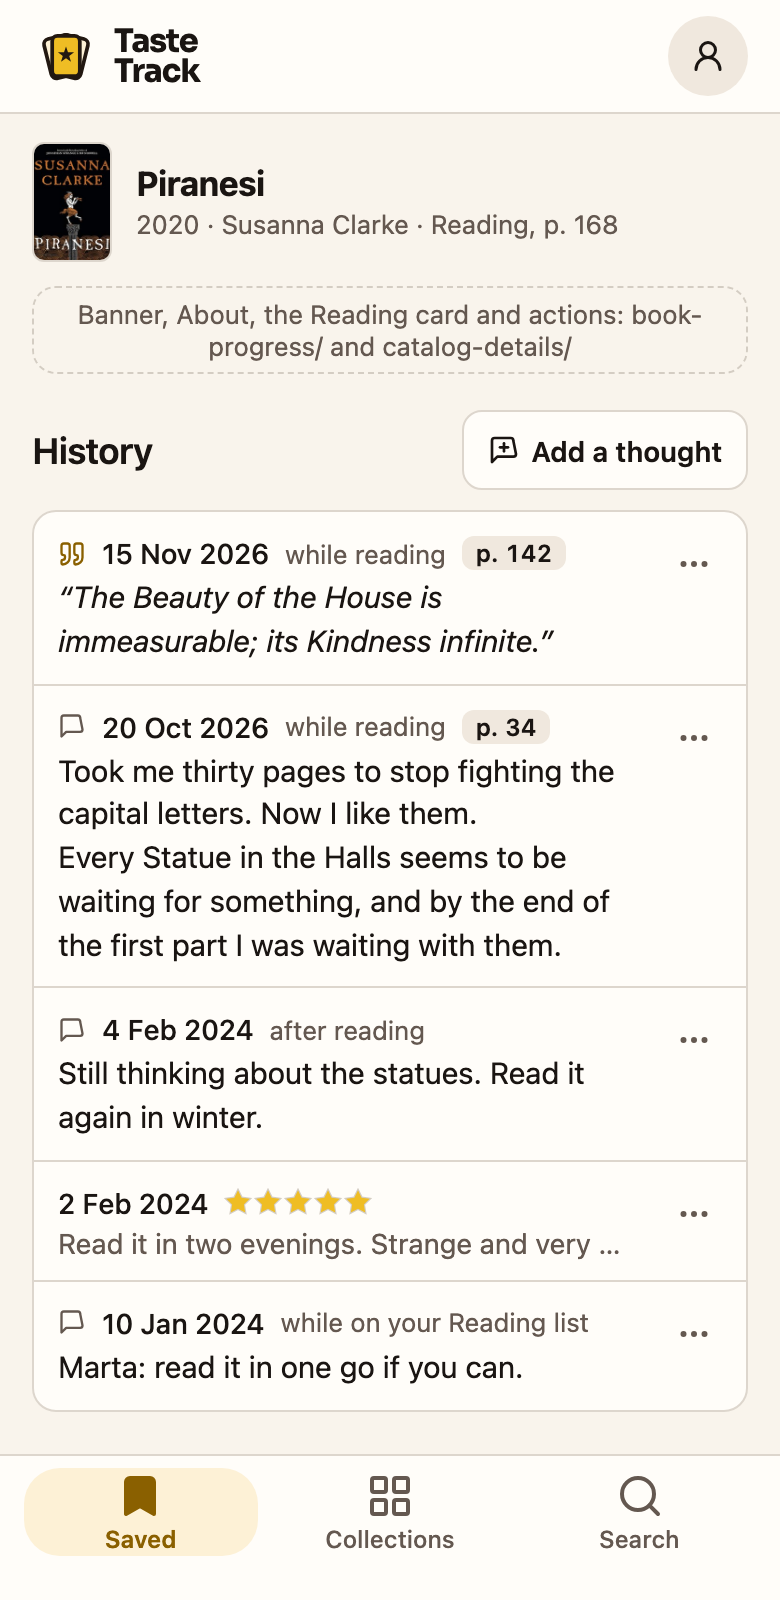 Taste
Track
SUSANNA
CLARKE
PIRANESI
Piranesi
2020 · Susanna Clarke · Reading, p. 168
Banner, About, the Reading card and actions: book-
progress/ and catalog-details/
History
Add a thought
15 Nov 2026 while reading p. 142
“The Beauty of the House is
immeasurable; its Kindness infinite.”
20 Oct 2026 while reading p. 34
Took me thirty pages to stop fighting the
capital letters. Now I like them.
Every Statue in the Halls seems to be
waiting for something, and by the end of
the first part I was waiting with them.
4 Feb 2024 after reading
Still thinking about the statues. Read it
again in winter.
2 Feb 2024
Read it in two evenings. Strange and very ...
10 Jan 2024 while on your Reading list
Marta: read it in one go if you can.
Saved
Collections
Search